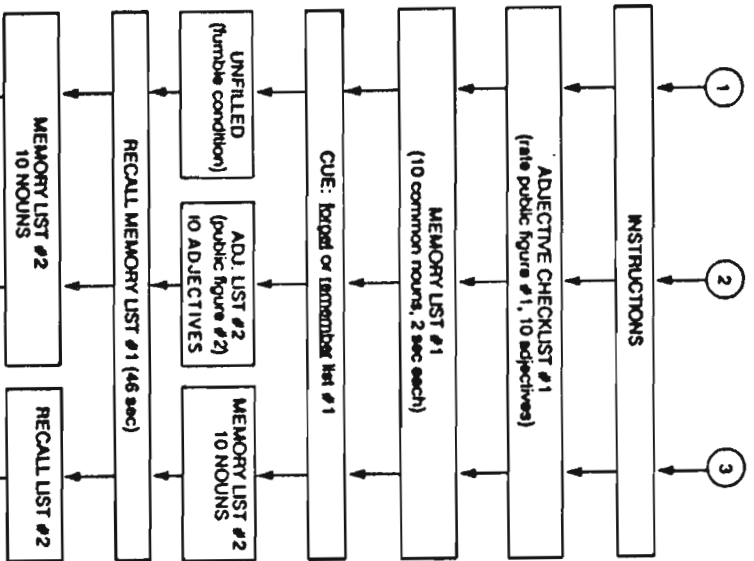 1
2
3
INSTRUCTIONS
ADJECTIVE CHECKLIST #1
(rate public figure #1, 10 adjectives)
MEMORY LIST #1
(10 common nouns, 2 sec each)
CUE: forget or remember list #1
UNFILLED
(fumble condition)
ADJ. LIST #2
(public figure #2)
10 ADJECTIVES
MEMORY LIST #2
10 NOUNS
RECALL MEMORY LIST #1 (46 sec)
MEMORY LIST #2
10 NOUNS
RECALL LIST #2